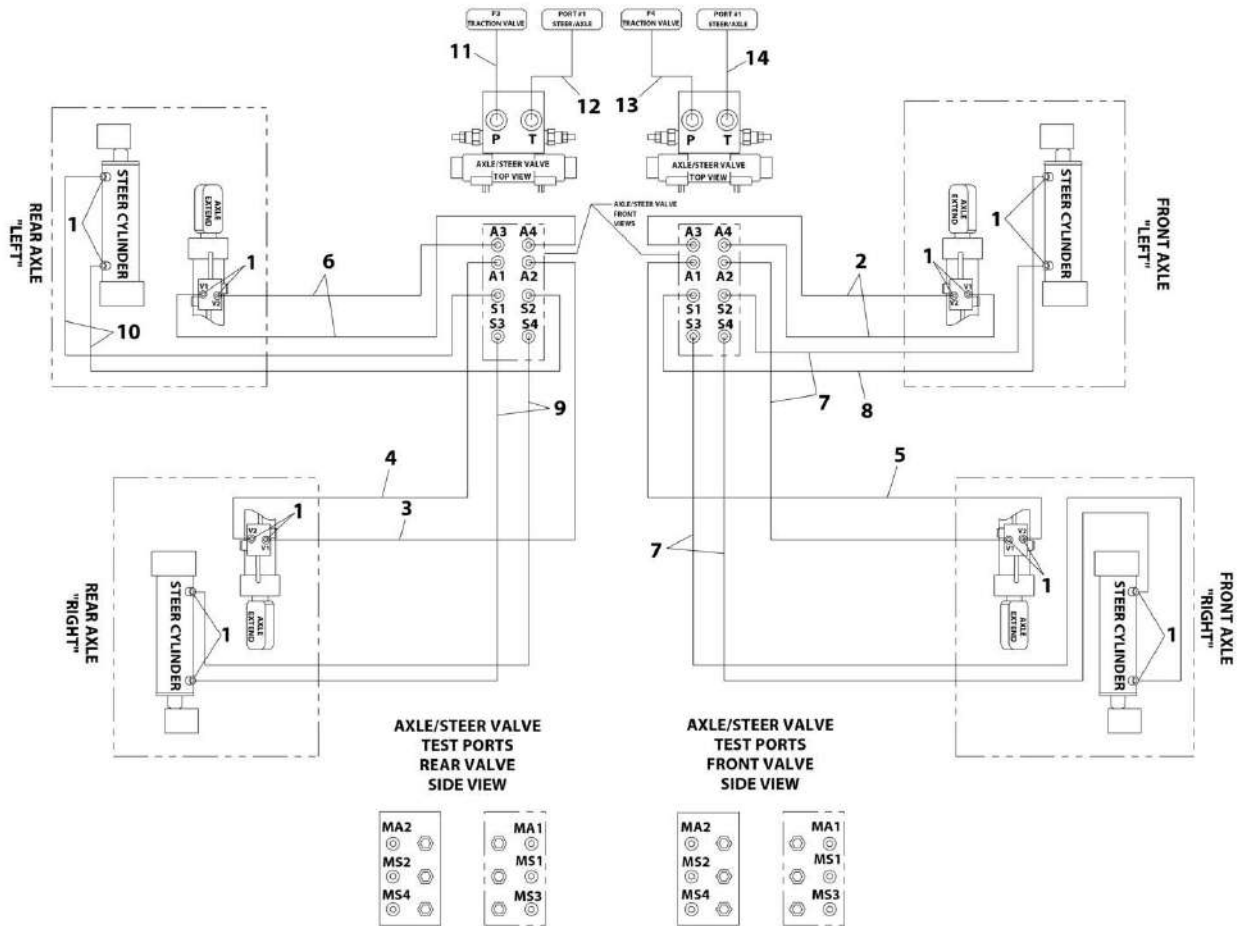 P3
TRACTION VALVE
PORT #1
STEER/AXLE
P4
TRACTION VALVE
PORT #1
STEER/AXLE
11
12
13
14
P
T
P
T
AXLE/STEER VALVE
TOP VIEW
AXLE/STEER VALVE
TOP VIEW
AXLE/STEER VALVE
FRONT
VIEWS
REAR AXLE
"LEFT"
STEER CYLINDER
1
AXLE
EXTEND
V1
V2
1
6
10
A3
A4
A1
A2
S1
S2
S3
S4
A3
A4
A1
A2
S1
S2
S3
S4
2
AXLE
EXTEND
V1
V2
1
STEER CYLINDER
1
FRONT AXLE
"LEFT"
7
8
9
4
3
5
7
REAR AXLE
"RIGHT"
STEER CYLINDER
1
V2
V1
1
AXLE
EXTEND
1
AXLE
EXTEND
STEER CYLINDER
1
FRONT AXLE
"RIGHT"
AXLE/STEER VALVE
TEST PORTS
REAR VALVE
SIDE VIEW
AXLE/STEER VALVE
TEST PORTS
FRONT VALVE
SIDE VIEW
MA2
MS2
MS4
MA1
MS1
MS3
MA2
MS2
MS4
MA1
MS1
MS3